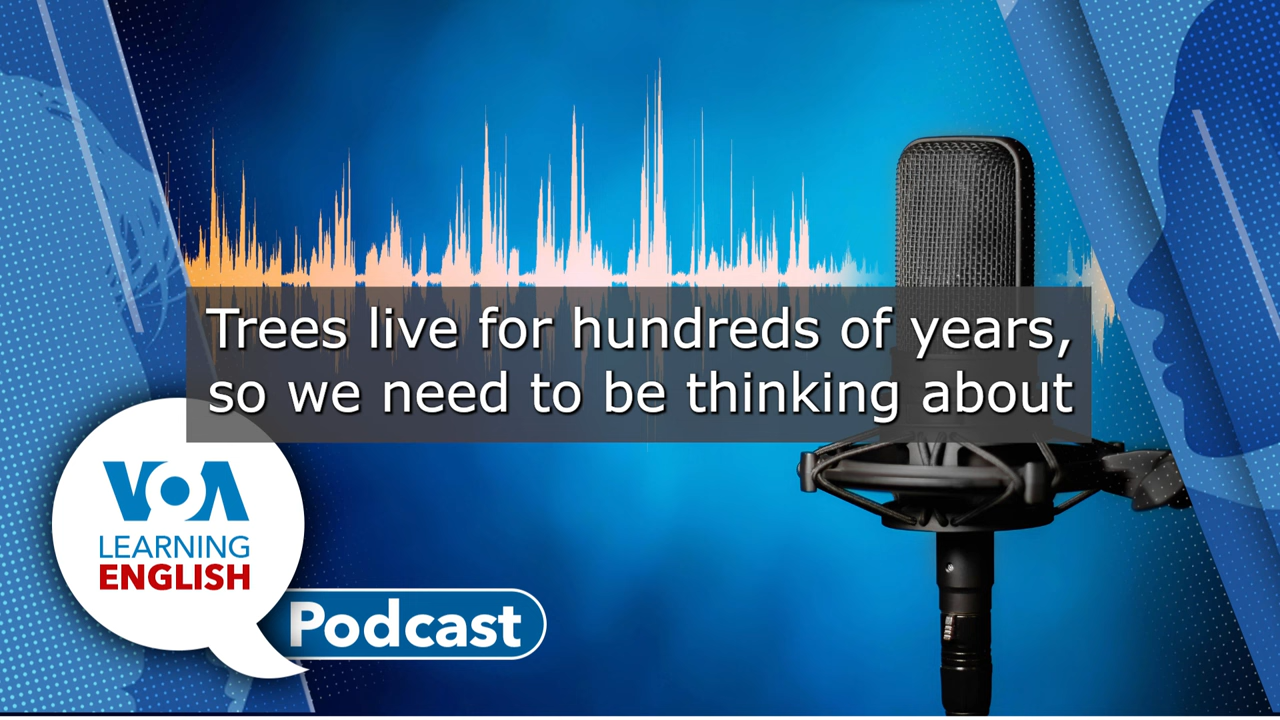 Trees live for hundreds of years,
so we need to be thinking about
VOA
LEARNING
ENGLISH
Podcast